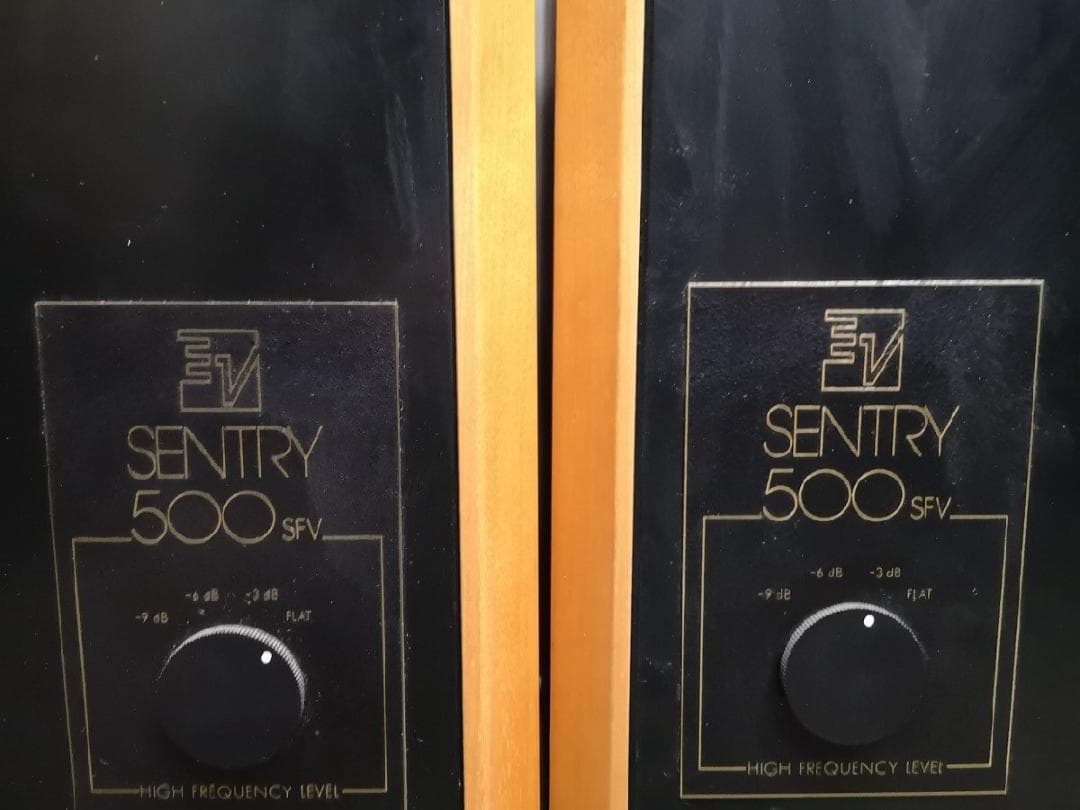 EV
SENTRY
500 SFV
-6 dB -3 dB
-9 dB FLAT
HIGH FREQUENCY LEVEL
EV
SENTRY
500 SFV
-6 dB -3 dB
-9 dB FLAT
HIGH FREQUENCY LEVEL